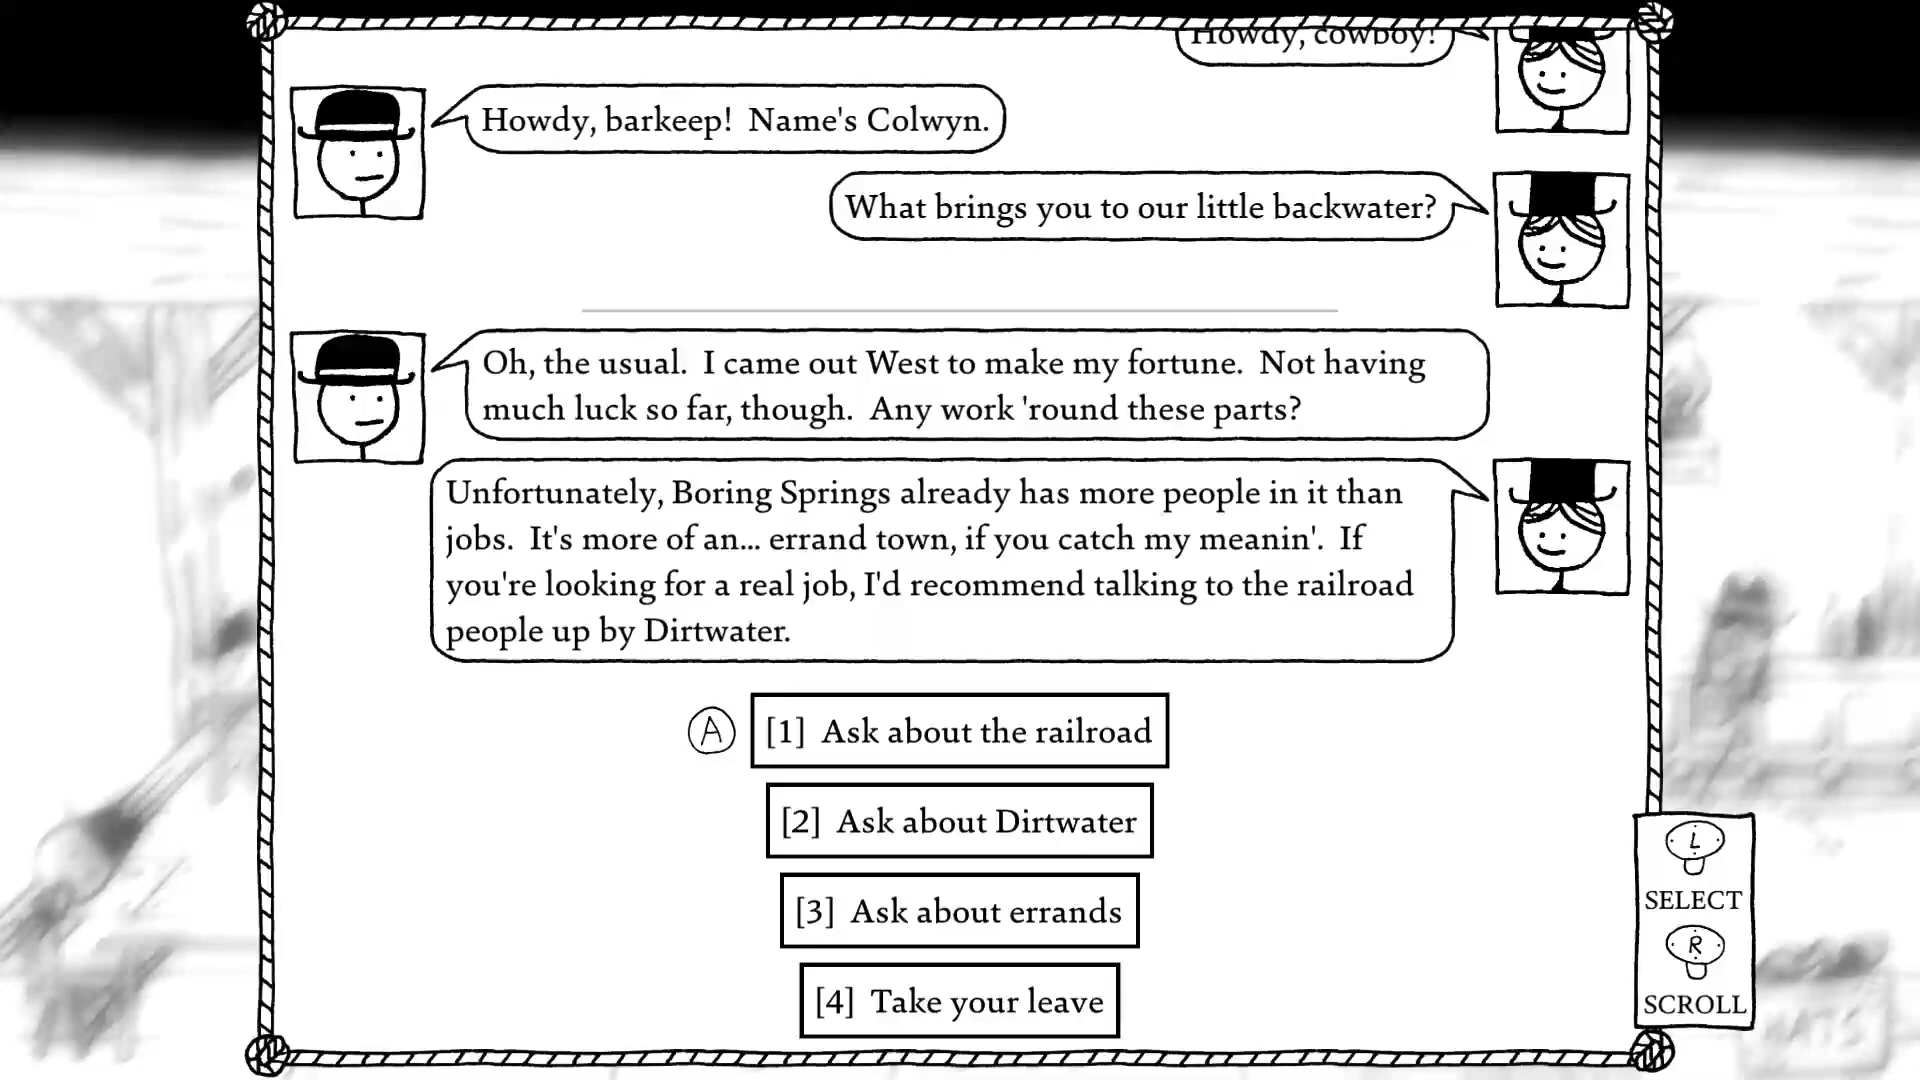 Howdy, cowboy!
Howdy, barkeep!  Name's Colwyn.
What brings you to our little backwater?
Oh, the usual.  I came out West to make my fortune.  Not having
much luck so far, though.  Any work 'round these parts?
Unfortunately, Boring Springs already has more people in it than
jobs.  It's more of an... errand town, if you catch my meanin'.  If
you're looking for a real job, I'd recommend talking to the railroad
people up by Dirtwater.
A [1]  Ask about the railroad
[2]  Ask about Dirtwater
[3]  Ask about errands
[4]  Take your leave
L
SELECT
R
SCROLL